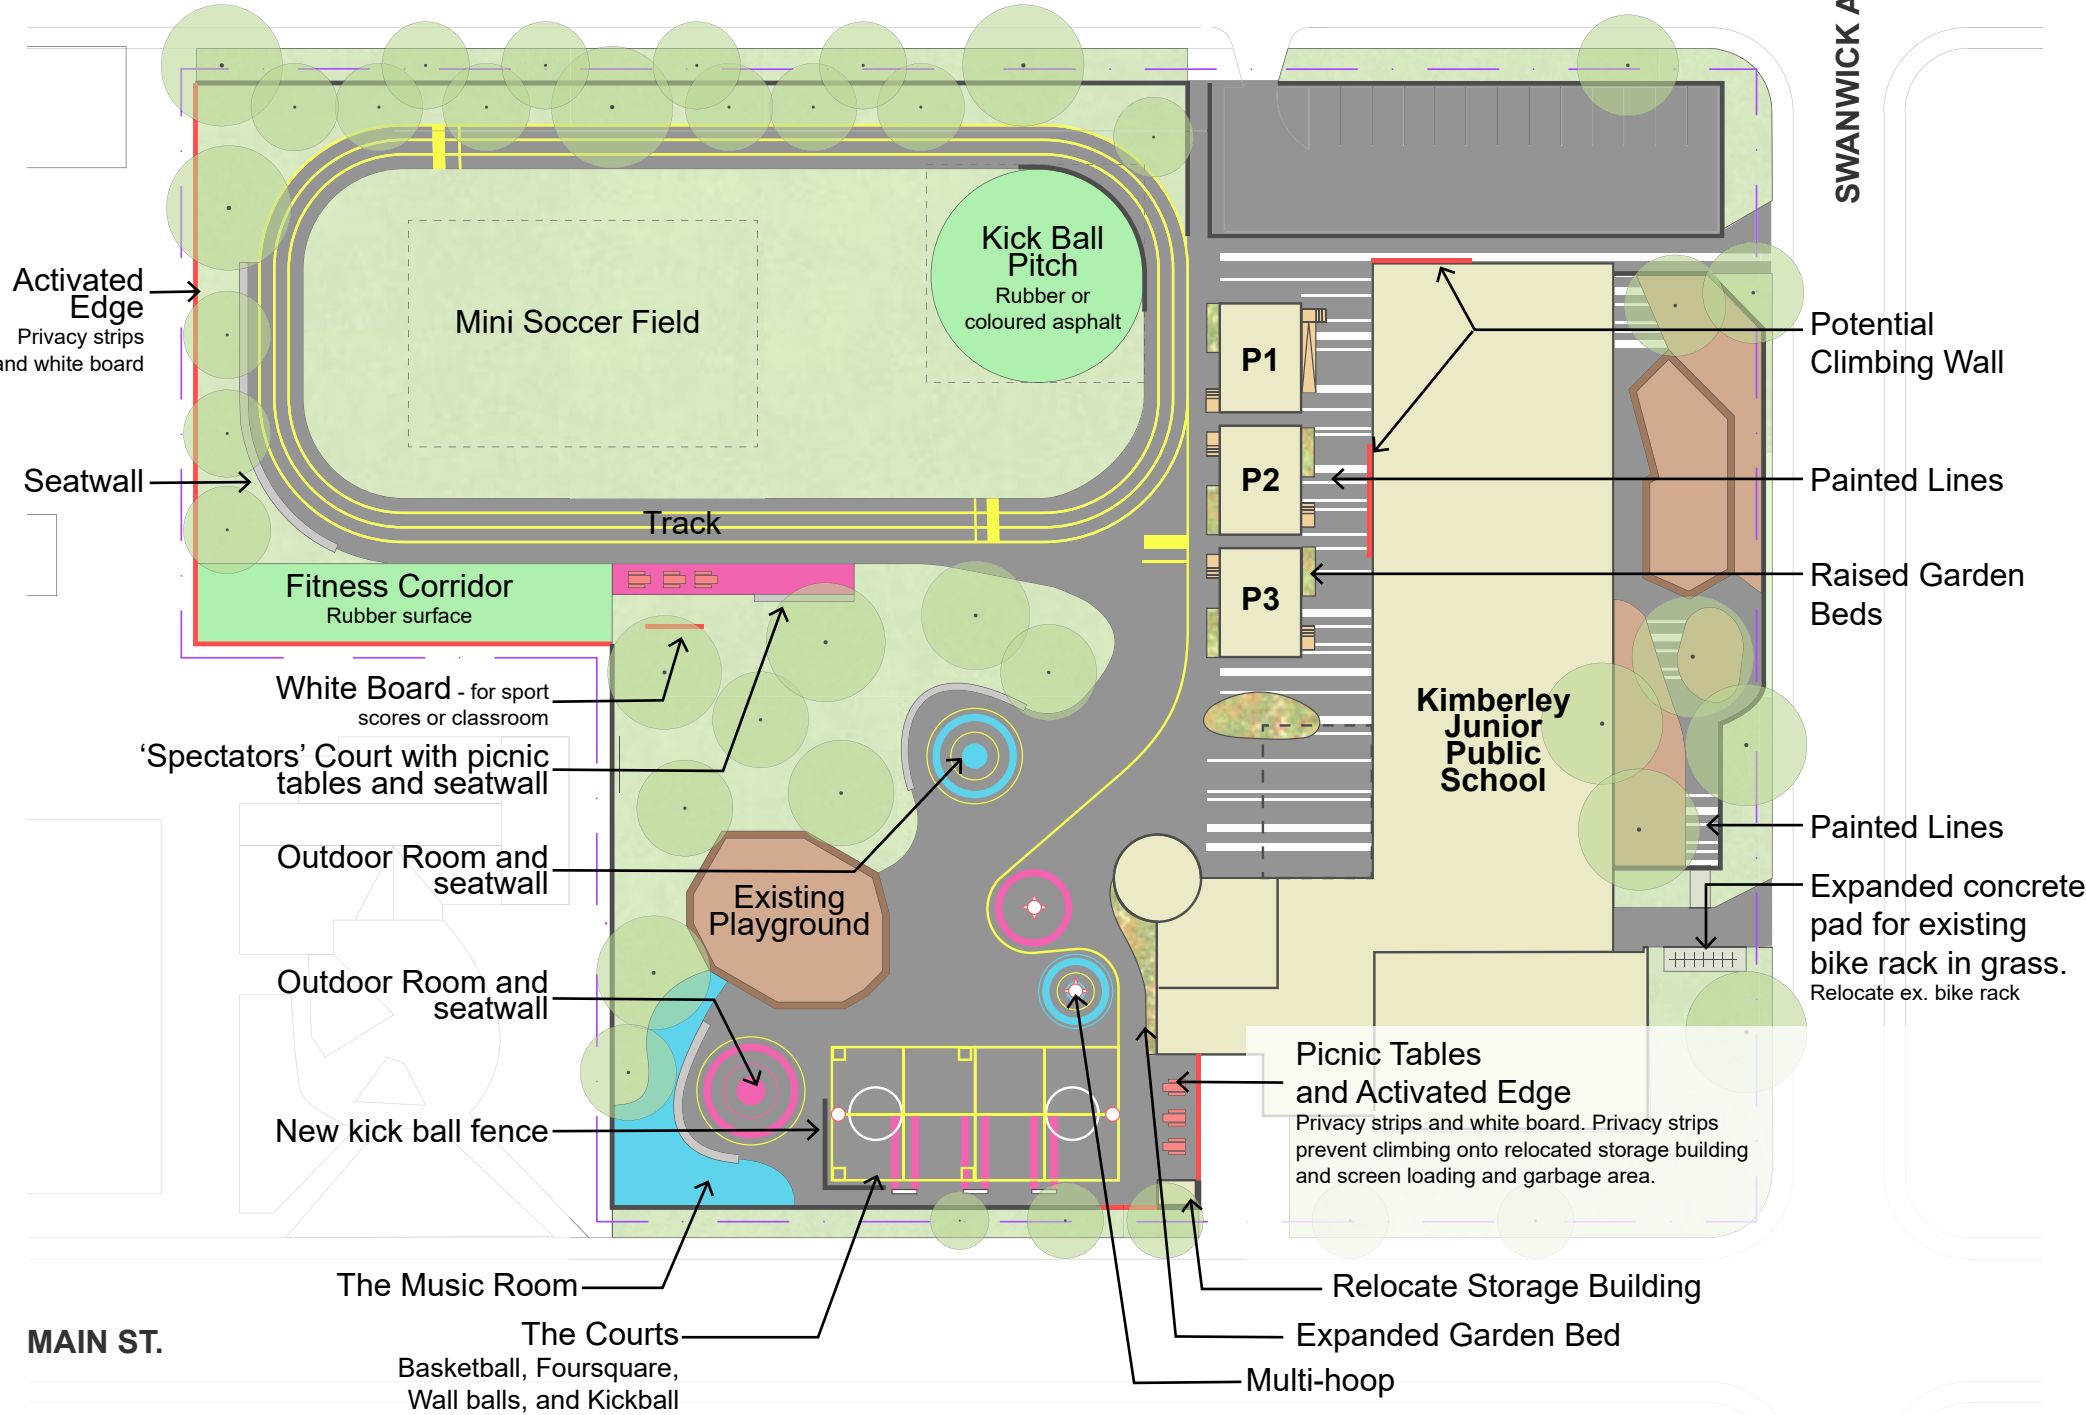 SWANWICK A
Kick Ball
Pitch
Rubber or
coloured asphalt
Mini Soccer Field
Activated
Edge
Privacy strips
and white board
Seatwall
Track
Fitness Corridor
Rubber surface
P1
P2
P3
Potential
Climbing Wall
Painted Lines
Raised Garden
Beds
White Board - for sport
scores or classroom
‘Spectators’ Court with picnic
tables and seatwall
Outdoor Room and
seatwall
Existing
Playground
Outdoor Room and
seatwall
New kick ball fence
Kimberley
Junior
Public
School
Painted Lines
Expanded concrete
pad for existing
bike rack in grass.
Relocate ex. bike rack
Picnic Tables
and Activated Edge
Privacy strips and white board. Privacy strips
prevent climbing onto relocated storage building
and screen loading and garbage area.
The Music Room
The Courts
Basketball, Foursquare,
Wall balls, and Kickball
Relocate Storage Building
Expanded Garden Bed
Multi-hoop
MAIN ST.